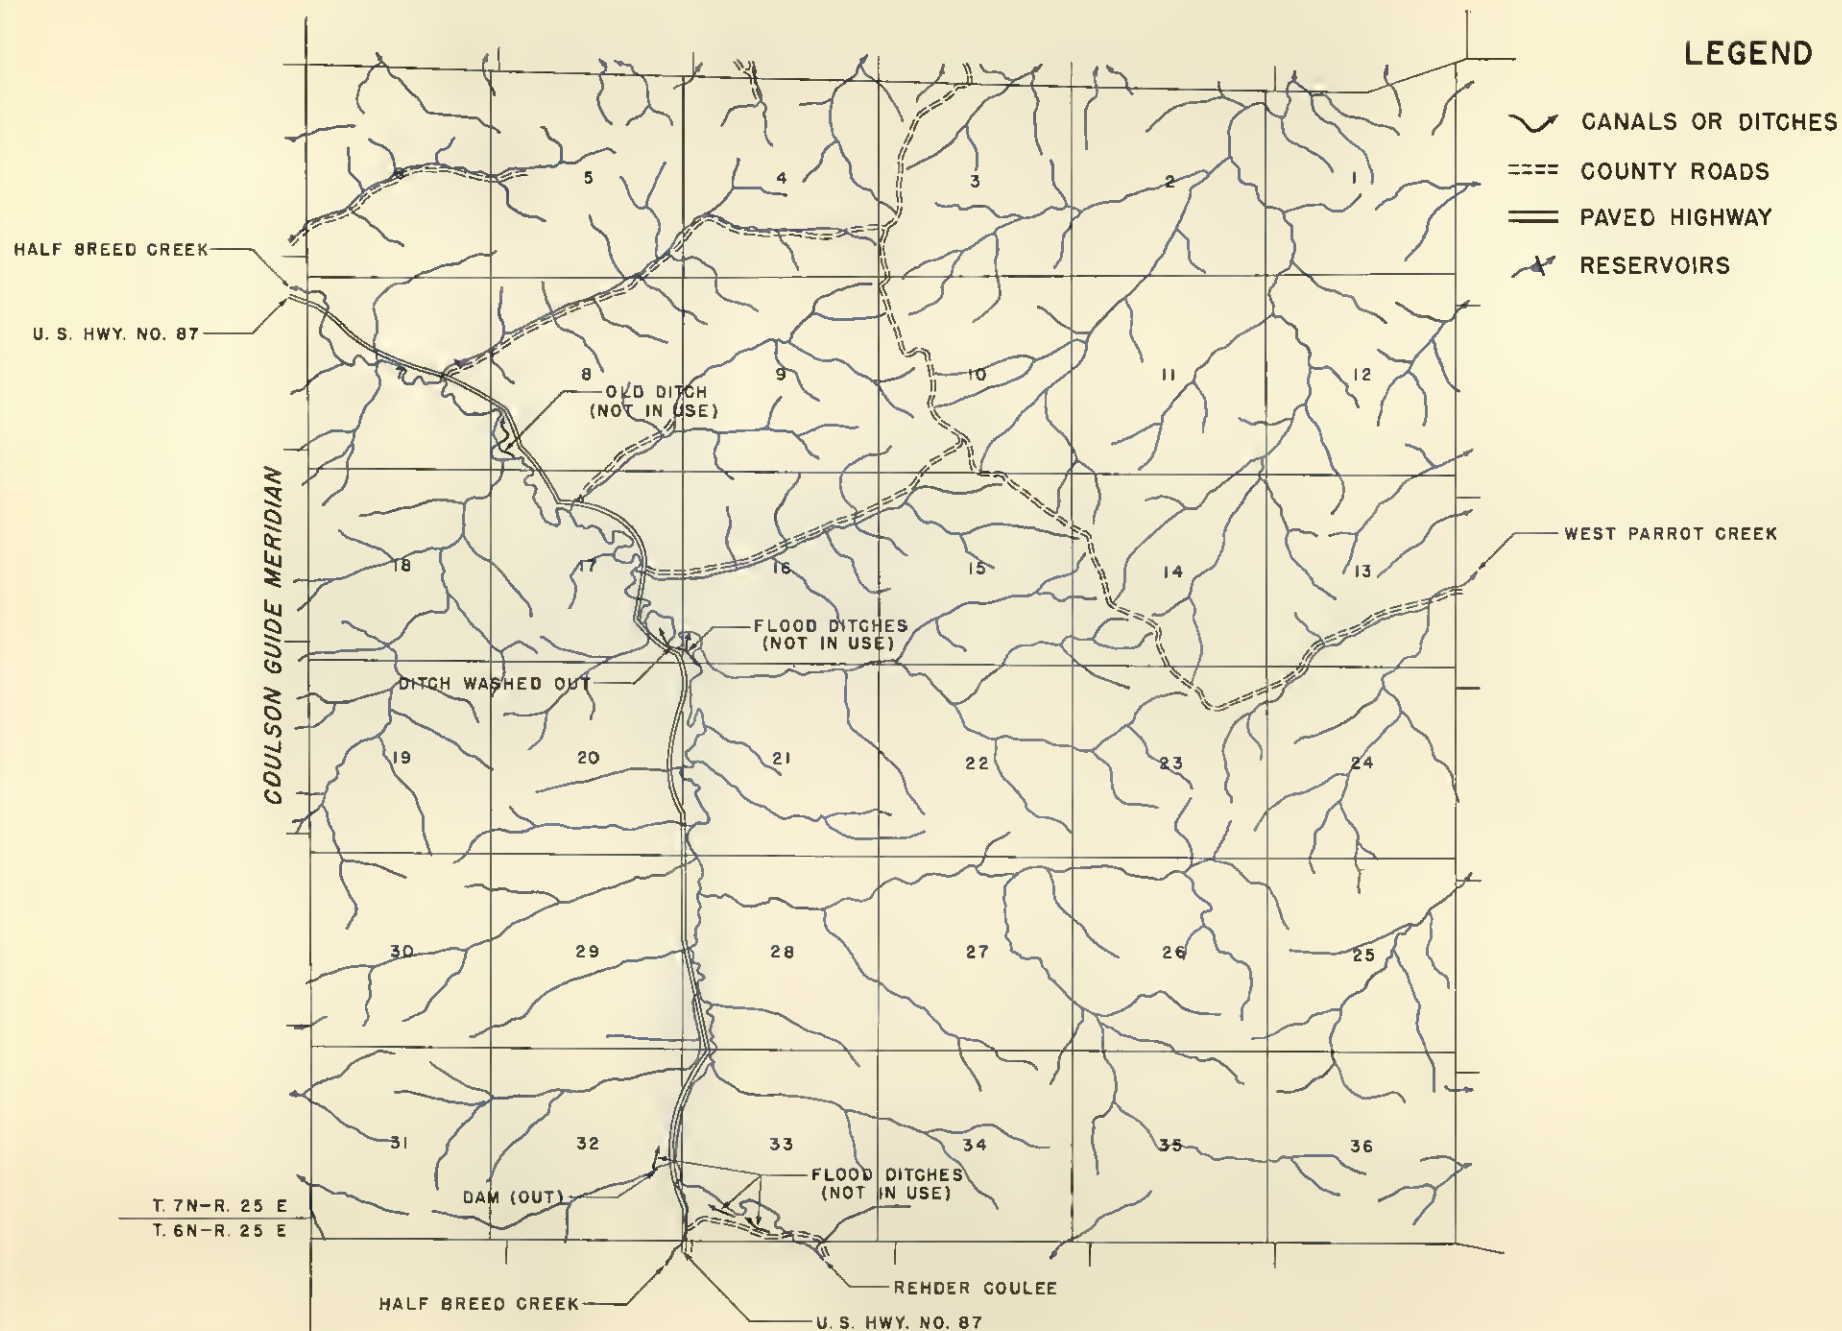 LEGEND
CANALS OR DITCHES
COUNTY ROADS
PAVED HIGHWAY
RESERVOIRS
6
5
4
3
2
1
HALF BREED CREEK
U. S. HWY. NO. 87
7
8
9
10
11
12
OLD DITCH
(NOT IN USE)
COULSON GUIDE MERIDIAN
WEST PARROT CREEK
18
17
16
15
14
13
FLOOD DITCHES
(NOT IN USE)
DITCH WASHED OUT
19
20
21
22
23
24
30
29
28
27
26
25
31
32
33
34
35
36
FLOOD DITCHES
(NOT IN USE)
DAM (OUT)
T. 7N-R. 25 E
T. 6N-R. 25 E
REHDER COULEE
HALF BREED CREEK
U. S. HWY. NO. 87